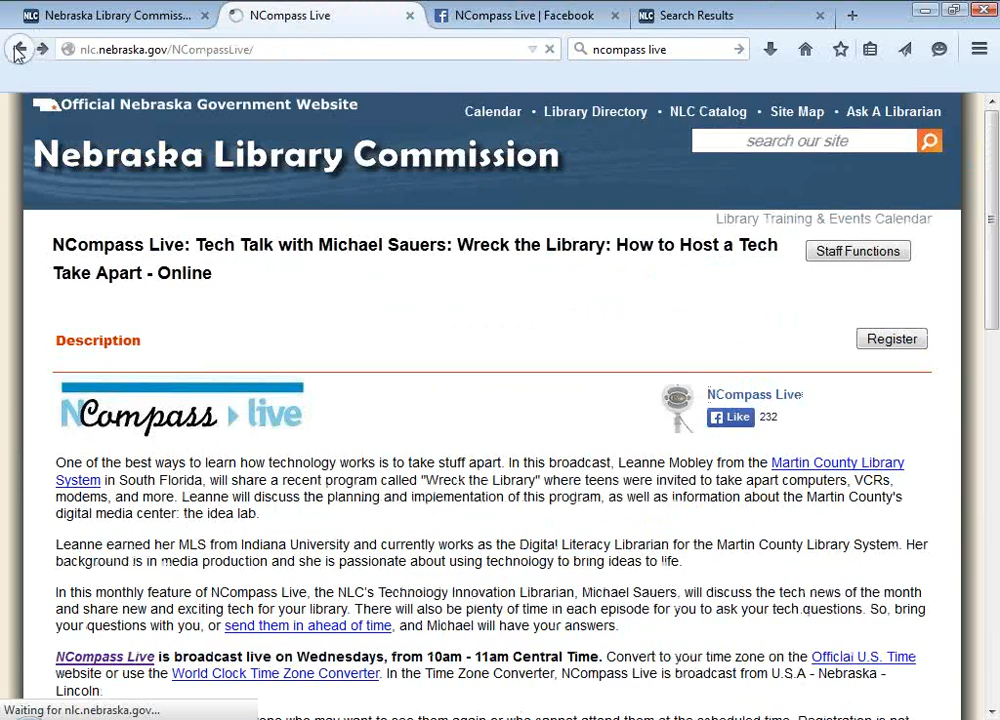 Nebraska Library Commiss... NCompass Live NCompass Live | Facebook Search Results
nlc.nebraska.gov/NCompassLive/ ncompass live
Official Nebraska Government Website
Calendar • Library Directory • NLC Catalog • Site Map • Ask A Librarian
Nebraska Library Commission
search our site
Library Training & Events Calendar
NCompass Live: Tech Talk with Michael Sauers: Wreck the Library: How to Host a Tech
Take Apart - Online
Staff Functions
Description
Register
NCompass live
NCompass Live
Like 232
One of the best ways to learn how technology works is to take stuff apart. In this broadcast, Leanne Mobley from the Martin County Library
System in South Florida, will share a recent program called "Wreck the Library" where teens were invited to take apart computers, VCRs,
modems, and more. Leanne will discuss the planning and implementation of this program, as well as information about the Martin County's
digital media center: the idea lab.
Leanne earned her MLS from Indiana University and currently works as the Digital Literacy Librarian for the Martin County Library System. Her
background is in media production and she is passionate about using technology to bring ideas to life.
In this monthly feature of NCompass Live, the NLC's Technology Innovation Librarian, Michael Sauers, will discuss the tech news of the month
and share new and exciting tech for your library. There will also be plenty of time in each episode for you to ask your tech questions. So, bring
your questions with you, or send them in ahead of time, and Michael will have your answers.
NCompass Live is broadcast live on Wednesdays, from 10am - 11am Central Time. Convert to your time zone on the Official U.S. Time
website or use the World Clock Time Zone Converter. In the Time Zone Converter, NCompass Live is broadcast from U.S.A - Nebraska -
Lincoln.
Waiting for nlc.nebraska.gov...